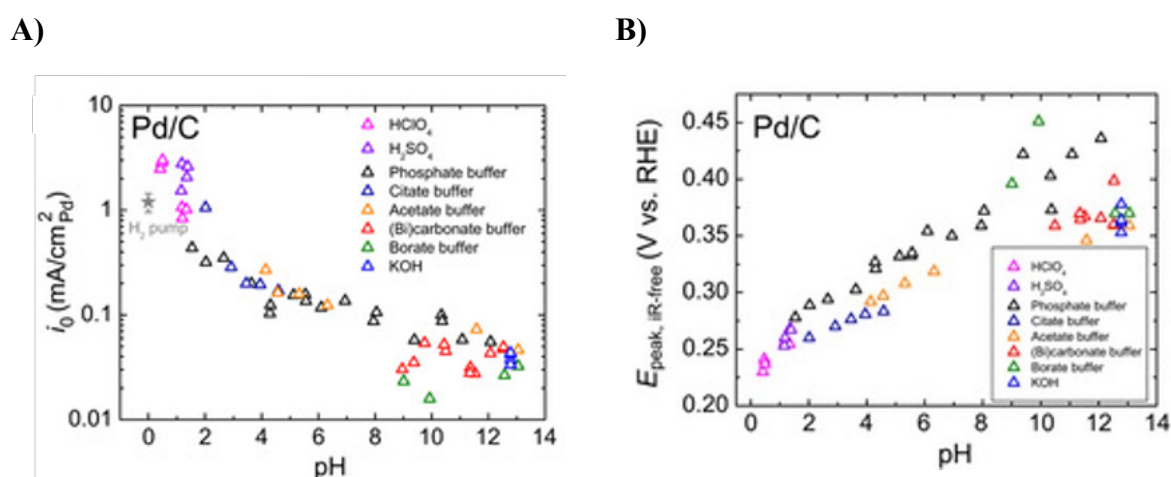 A)
B)
Pd/C
HClO₄
H₂SO₄
Phosphate buffer
Citrate buffer
Acetate buffer
(Bi)carbonate buffer
Borate buffer
KOH
H₂ pump
i₀ (mA/cm²Pd)
10
1
0.1
0.01
0 2 4 6 8 10 12 14
pH
Pd/C
Epeak, iR-free (V vs. RHE)
0.45
0.40
0.35
0.30
0.25
0.20
HClO₄
H₂SO₄
Phosphate buffer
Citrate buffer
Acetate buffer
(Bi)carbonate buffer
Borate buffer
KOH
0 2 4 6 8 10 12 14
pH